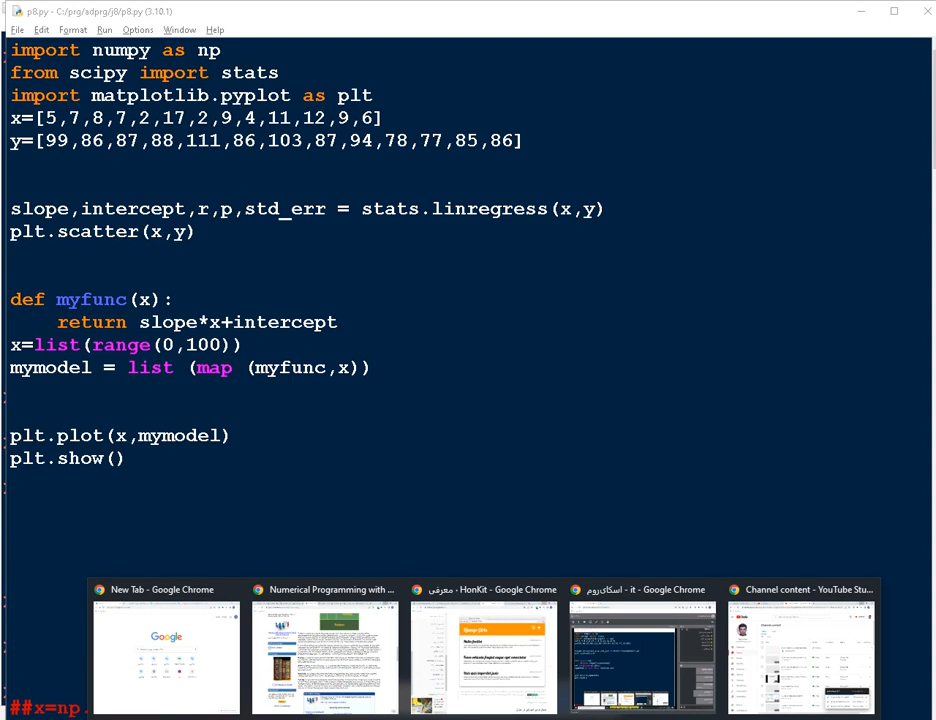 p8.py - C:/prg/adprg/j8/p8.py (3.10.1)
File Edit Format Run Options Window Help
import numpy as np
from scipy import stats
import matplotlib.pyplot as plt
x=[5,7,8,7,2,17,2,9,4,11,12,9,6]
y=[99,86,87,88,111,86,103,87,94,78,77,85,86]
slope,intercept,r,p,std_err = stats.linregress(x,y)
plt.scatter(x,y)
def myfunc(x):
    return slope*x+intercept
x=list(range(0,100))
mymodel = list (map (myfunc,x))
plt.plot(x,mymodel)
plt.show()
New Tab - Google Chrome
Numerical Programming with ...
معرفی · HonKit - Google Chrome
اسکای‌روم - it - Google Chrome
Channel content - YouTube Stu...
Google
##x=np.